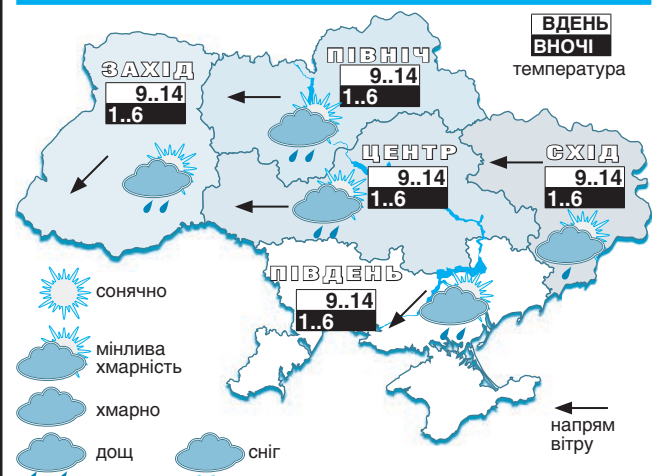 ВДЕНЬ
ВНОЧІ
температура
ЗАХІД
9..14
1..6
ПІВНІЧ
9..14
1..6
ЦЕНТР
9..14
1..6
СХІД
9..14
1..6
ПІВДЕНЬ
9..14
1..6
сонячно
мінлива
хмарність
хмарно
дощ
сніг
напрям
вітру